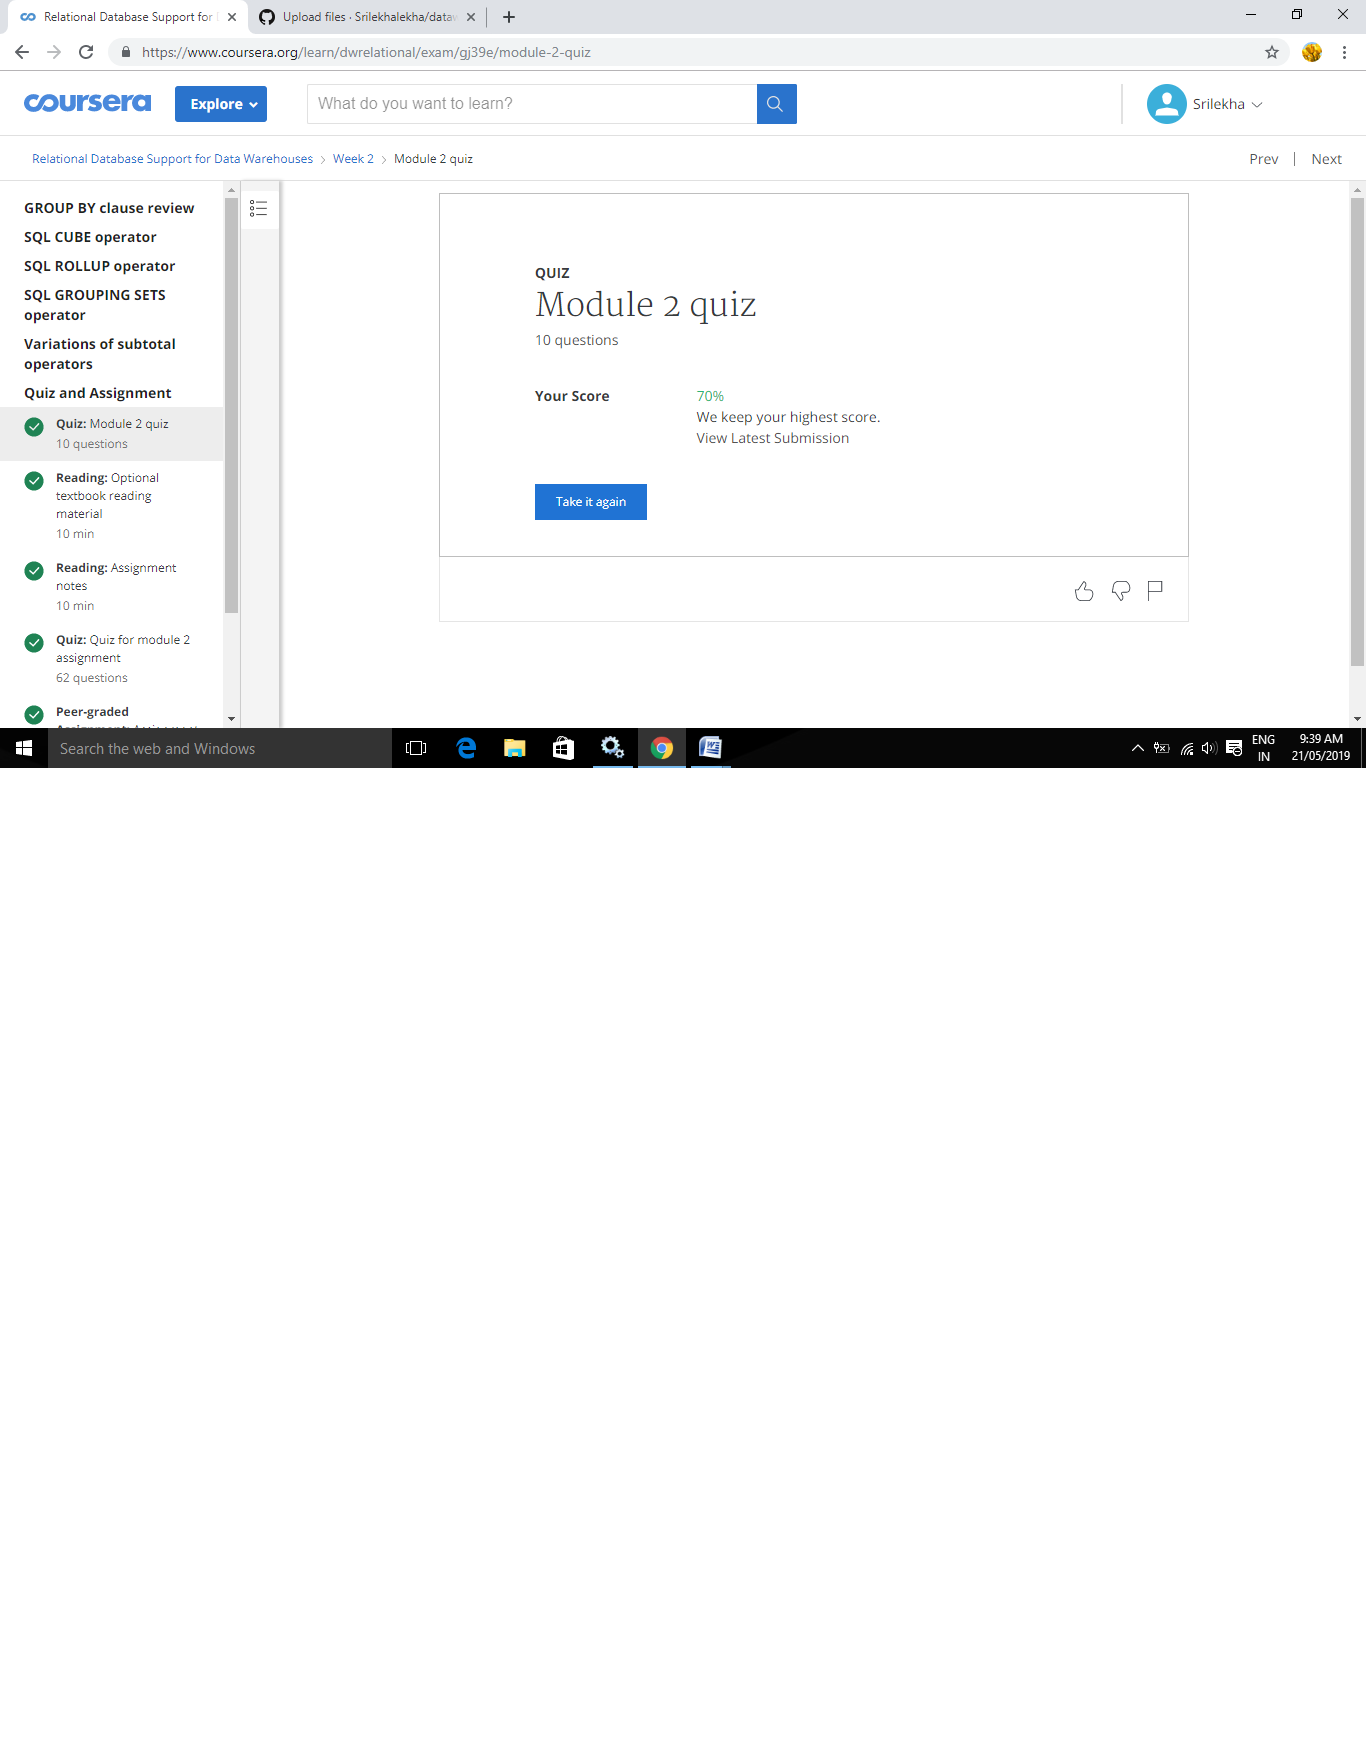 Relational Database Support for
Upload files · Srilekhalekha/dataw
https://www.coursera.org/learn/dwrelational/exam/gj39e/module-2-quiz
coursera
Explore
What do you want to learn?
Srilekha
Relational Database Support for Data Warehouses > Week 2 > Module 2 quiz
Prev | Next
GROUP BY clause review
SQL CUBE operator
SQL ROLLUP operator
SQL GROUPING SETS
operator
Variations of subtotal
operators
Quiz and Assignment
Quiz: Module 2 quiz
10 questions
Reading: Optional
textbook reading
material
10 min
Reading: Assignment
notes
10 min
Quiz: Quiz for module 2
assignment
62 questions
Peer-graded
QUIZ
Module 2 quiz
10 questions
Your Score
70%
We keep your highest score.
View Latest Submission
Take it again
Search the web and Windows
ENG
IN
9:39 AM
21/05/2019